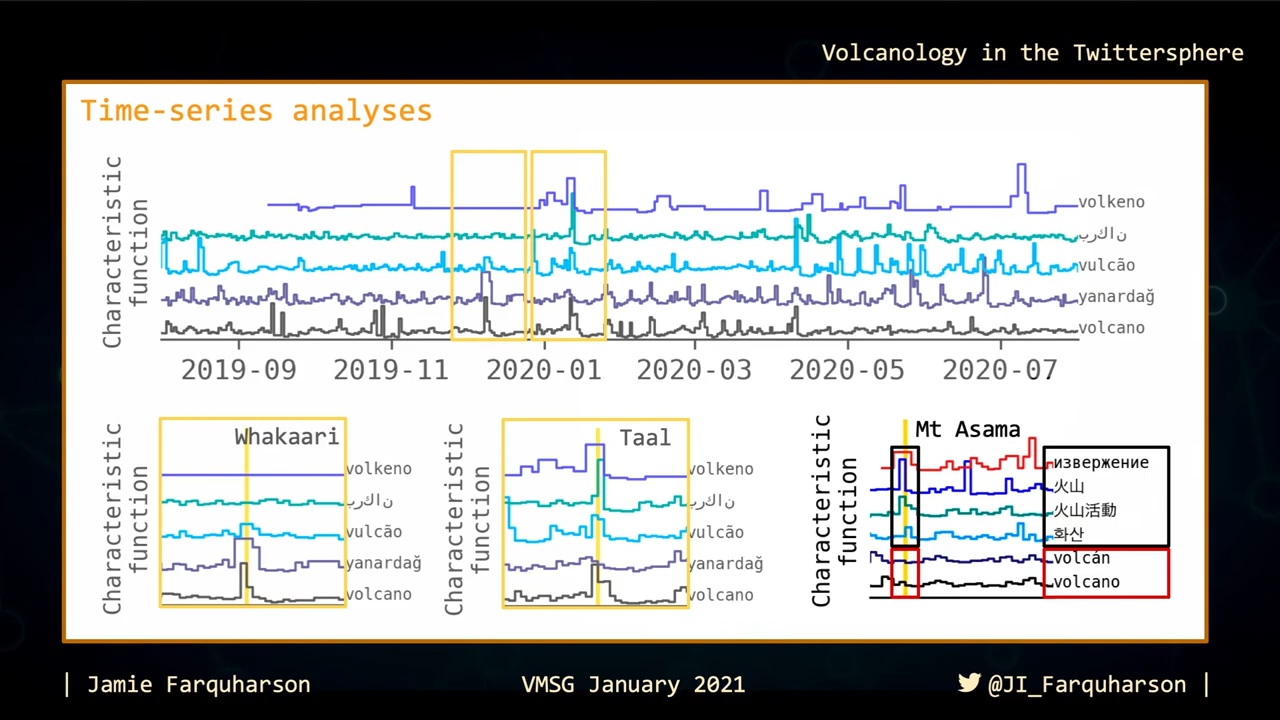 Volcanology in the Twittersphere
Time-series analyses
Characteristic
function
volkeno
بركان
vulcão
yanardağ
volcano
2019-09
2019-11
2020-01
2020-03
2020-05
2020-07
Characteristic
function
Whakaari
volkeno
بركان
vulcão
yanardağ
volcano
Characteristic
function
Taal
volkeno
بركان
vulcão
yanardağ
volcano
Characteristic
function
Mt Asama
извержение
火山
火山活動
화산
volcán
volcano
| Jamie Farquharson
VMSG January 2021
@JI_Farquharson |